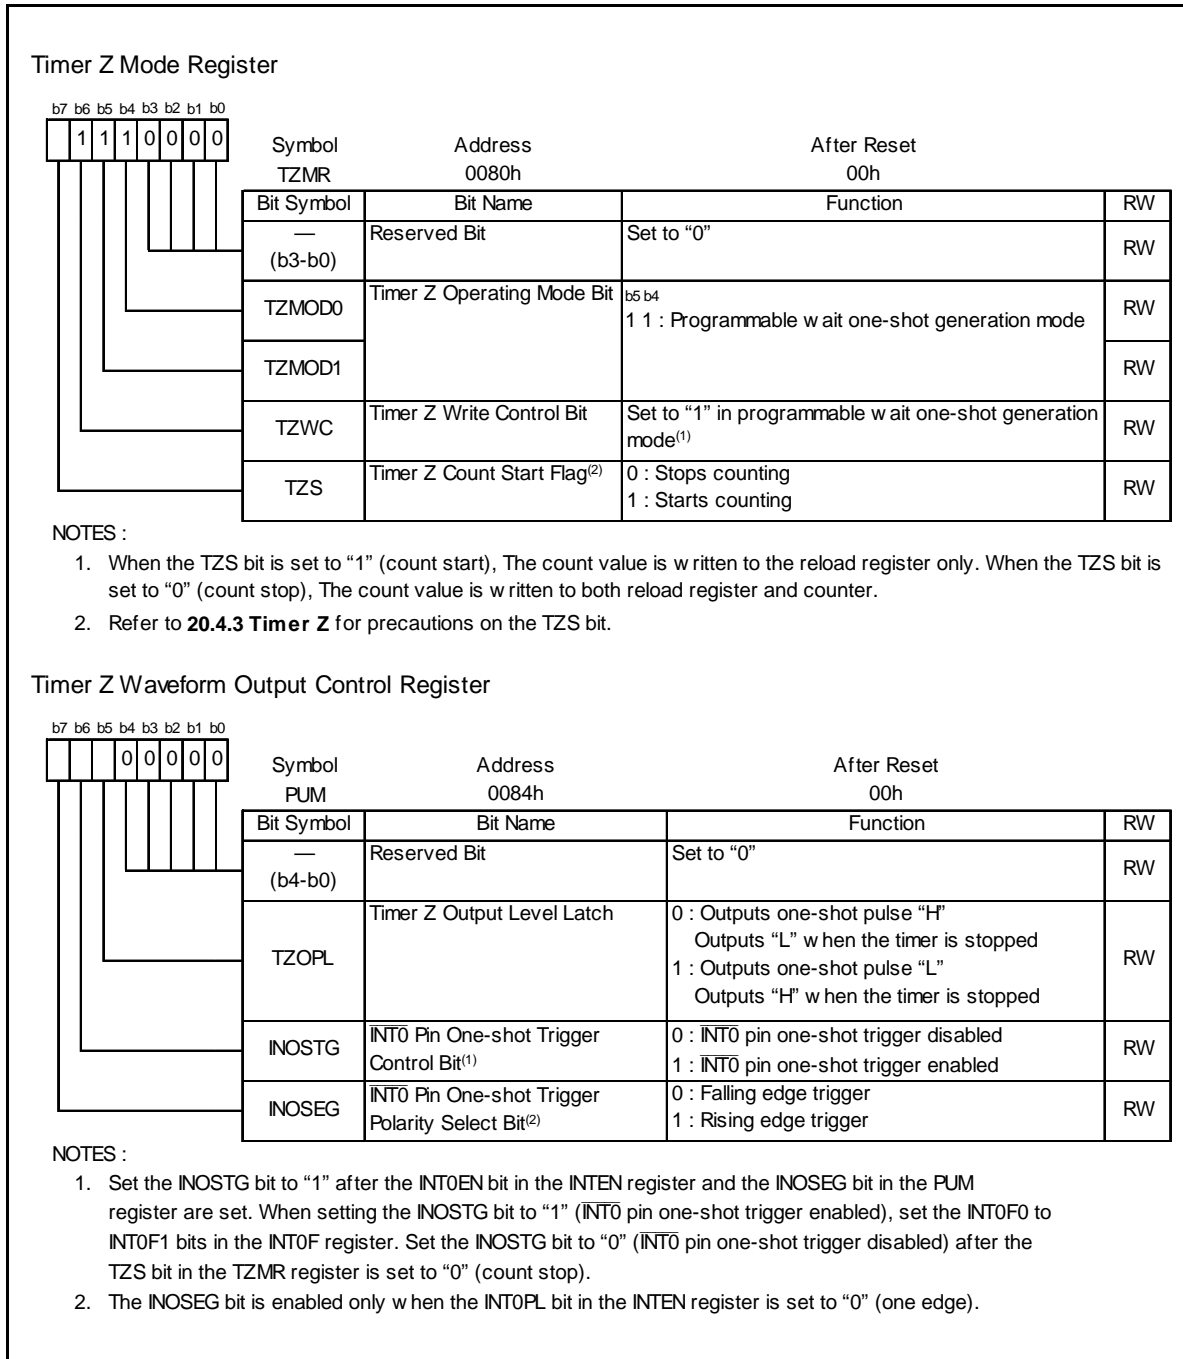 Timer Z Mode Register
b7 b6 b5 b4 b3 b2 b1 b0
1 1 1 0 0 0 0
Symbol Address After Reset
TZMR 0080h 00h
Bit Symbol Bit Name Function RW
— Reserved Bit Set to “0”
(b3-b0) RW
TZMOD0 Timer Z Operating Mode Bit b5 b4
1 1 : Programmable wait one-shot generation mode RW
TZMOD1 RW
TZWC Timer Z Write Control Bit Set to “1” in programmable wait one-shot generation
mode(1) RW
TZS Timer Z Count Start Flag(2) 0 : Stops counting
1 : Starts counting RW
NOTES :
1. When the TZS bit is set to “1” (count start), The count value is written to the reload register only. When the TZS bit is
set to “0” (count stop), The count value is written to both reload register and counter.
2. Refer to 20.4.3 Timer Z for precautions on the TZS bit.
Timer Z Waveform Output Control Register
b7 b6 b5 b4 b3 b2 b1 b0
0 0 0 0 0
Symbol Address After Reset
PUM 0084h 00h
Bit Symbol Bit Name Function RW
— Reserved Bit Set to “0”
(b4-b0) RW
TZOPL Timer Z Output Level Latch 0 : Outputs one-shot pulse “H”
Outputs “L” when the timer is stopped
1 : Outputs one-shot pulse “L”
Outputs “H” when the timer is stopped RW
INOSTG INT0 Pin One-shot Trigger 0 : INT0 pin one-shot trigger disabled
Control Bit(1) 1 : INT0 pin one-shot trigger enabled RW
INOSEG INT0 Pin One-shot Trigger 0 : Falling edge trigger
Polarity Select Bit(2) 1 : Rising edge trigger RW
NOTES :
1. Set the INOSTG bit to “1” after the INT0EN bit in the INTEN register and the INOSEG bit in the PUM
register are set. When setting the INOSTG bit to “1” (INT0 pin one-shot trigger enabled), set the INT0F0 to
INT0F1 bits in the INT0F register. Set the INOSTG bit to “0” (INT0 pin one-shot trigger disabled) after the
TZS bit in the TZMR register is set to “0” (count stop).
2. The INOSEG bit is enabled only when the INT0PL bit in the INTEN register is set to “0” (one edge).